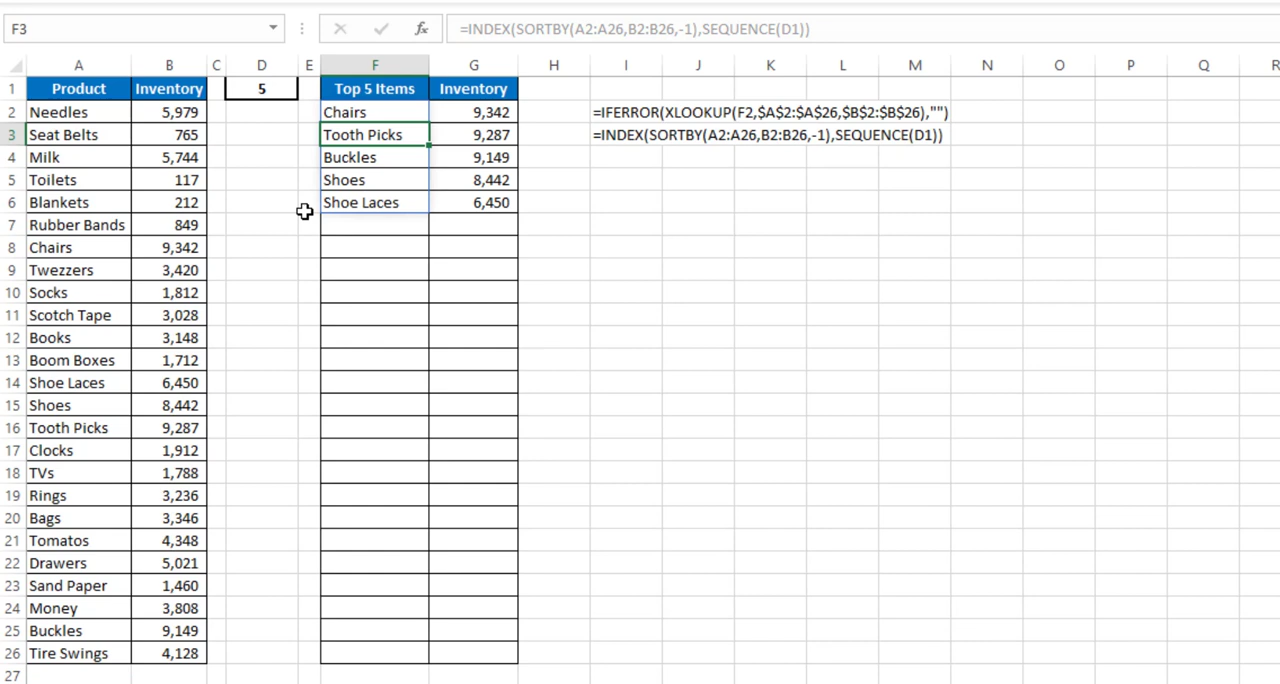 F3 fx =INDEX(SORTBY(A2:A26,B2:B26,-1),SEQUENCE(D1))
A B C D E F G H I J K L M N O P Q R
1 Product Inventory 5 Top 5 Items Inventory
2 Needles 5,979 Chairs 9,342 =IFERROR(XLOOKUP(F2,$A$2:$A$26,$B$2:$B$26),"")
3 Seat Belts 765 Tooth Picks 9,287 =INDEX(SORTBY(A2:A26,B2:B26,-1),SEQUENCE(D1))
4 Milk 5,744 Buckles 9,149
5 Toilets 117 Shoes 8,442
6 Blankets 212 Shoe Laces 6,450
7 Rubber Bands 849
8 Chairs 9,342
9 Twezzers 3,420
10 Socks 1,812
11 Scotch Tape 3,028
12 Books 3,148
13 Boom Boxes 1,712
14 Shoe Laces 6,450
15 Shoes 8,442
16 Tooth Picks 9,287
17 Clocks 1,912
18 TVs 1,788
19 Rings 3,236
20 Bags 3,346
21 Tomatos 4,348
22 Drawers 5,021
23 Sand Paper 1,460
24 Money 3,808
25 Buckles 9,149
26 Tire Swings 4,128
27